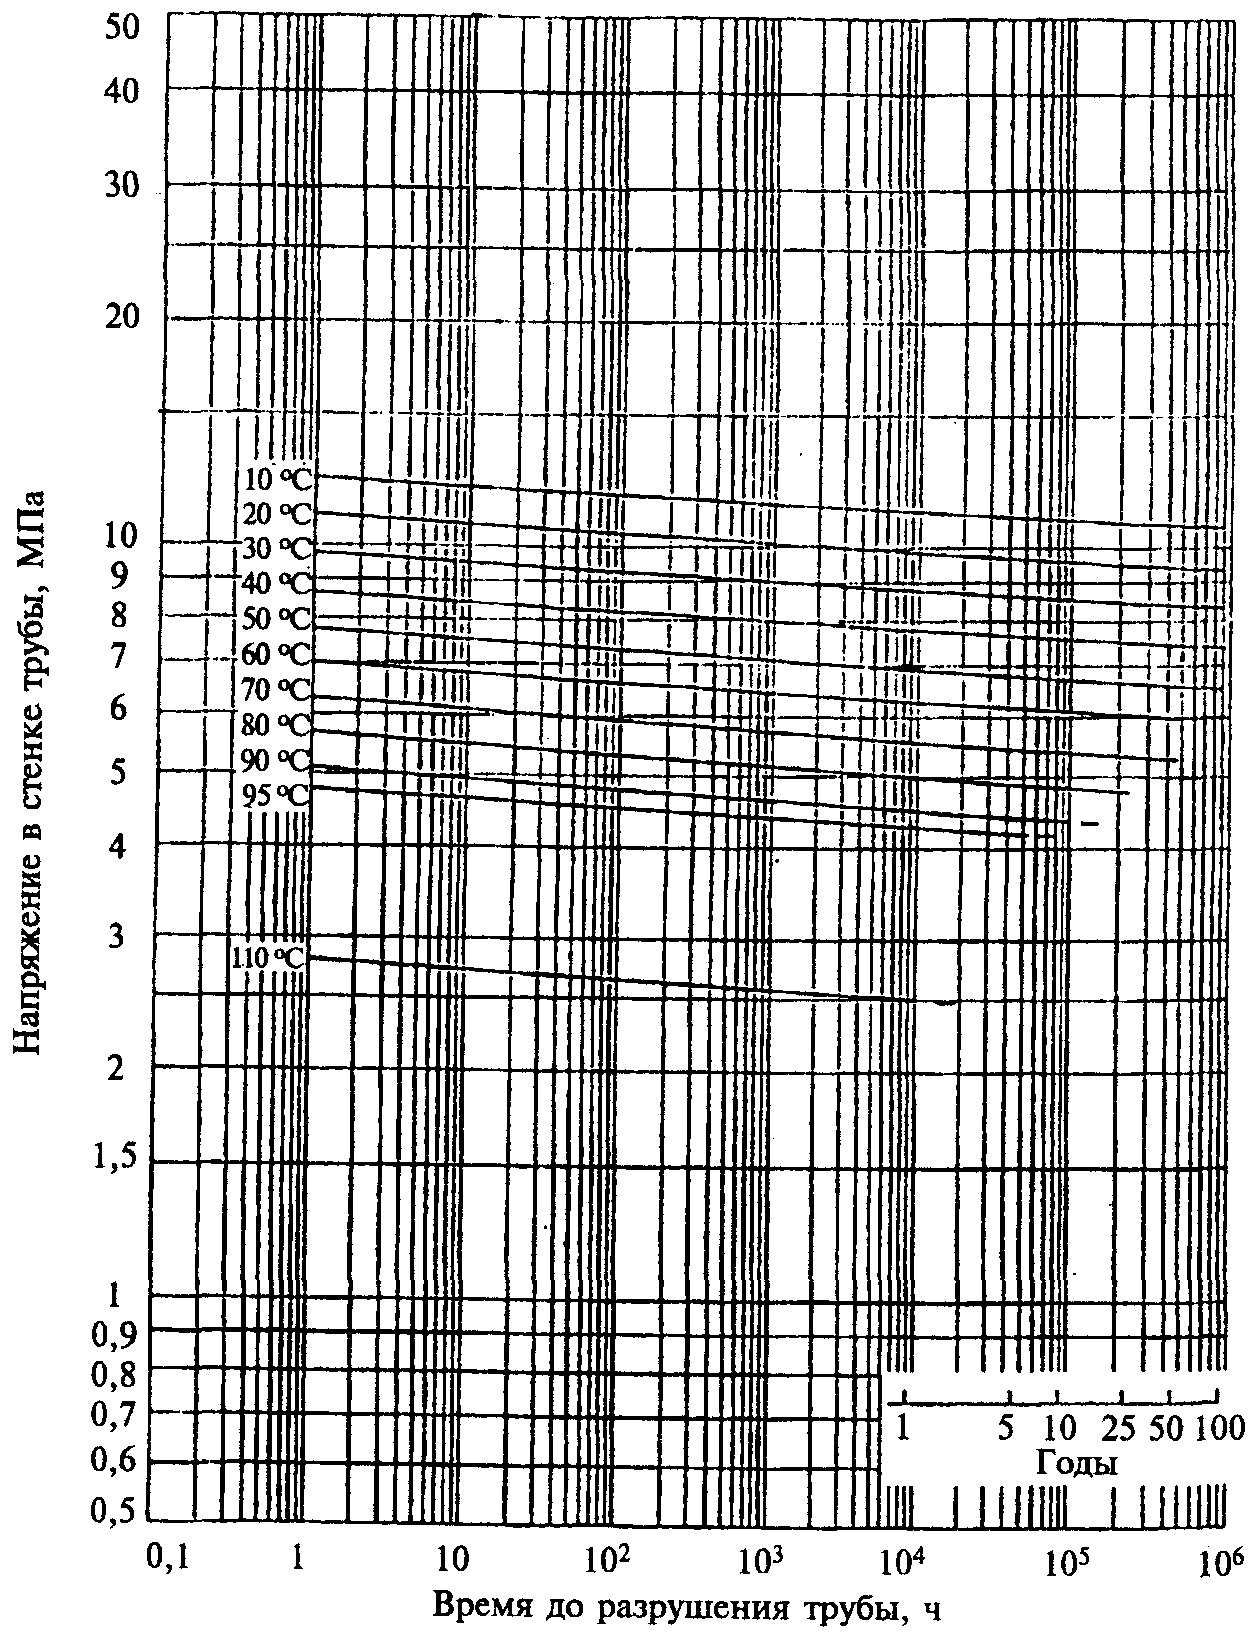 Напряжение в стенке трубы, МПа
50
40
30
20
10
9
8
7
6
5
4
3
2
1,5
1
0,9
0,8
0,7
0,6
0,5
10 °C
20 °C
30 °C
40 °C
50 °C
60 °C
70 °C
80 °C
90 °C
95 °C
110 °C
1 5 10 25 50 100
Годы
0,1 1 10 10² 10³ 10⁴ 10⁵ 10⁶
Время до разрушения трубы, ч